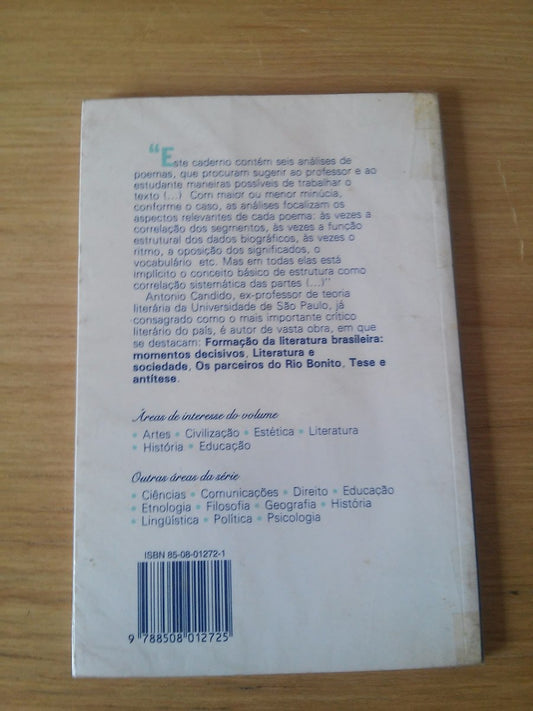 “Este caderno contém seis análises de
poemas, que procuram sugerir ao professor e ao
estudante maneiras possíveis de trabalhar o
texto (...) Com maior ou menor minúcia,
conforme o caso, as análises focalizam os
aspectos relevantes de cada poema: às vezes a
correlação dos segmentos, às vezes a função
estrutural dos dados biográficos, às vezes o
ritmo, a oposição dos significados, o
vocabulário etc. Mas em todas elas está
implícito o conceito básico de estrutura como
correlação sistemática das partes (...)”
Antonio Candido, ex-professor de teoria
literária da Universidade de São Paulo, já
consagrado como o mais importante crítico
literário do país, é autor de vasta obra, em que
se destacam: Formação da literatura brasileira:
momentos decisivos, Literatura e
sociedade, Os parceiros do Rio Bonito, Tese e
antítese.
Áreas de interesse do volume
• Artes • Civilização • Estética • Literatura
• História • Educação
Outras áreas da série
• Ciências • Comunicações • Direito • Educação
• Etnologia • Filosofia • Geografia • História
• Lingüística • Política • Psicologia
ISBN 85-08-01272-1
9 788508 012725